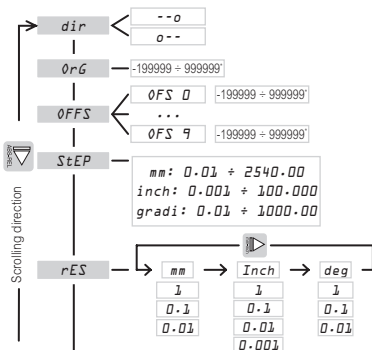 dir
--o
o--
OrG
-199999 ÷ 999999*
OFFS
OFS 0
-199999 ÷ 999999*
...
OFS 9
-199999 ÷ 999999*
StEP
mm: 0.01 ÷ 2540.00
inch: 0.001 ÷ 100.000
gradi: 0.01 ÷ 1000.00
ABS/REL
Scrolling direction
rES
mm Inch deg
1 1 1
0.1 0.1 0.1
0.01 0.01 0.01
0.001